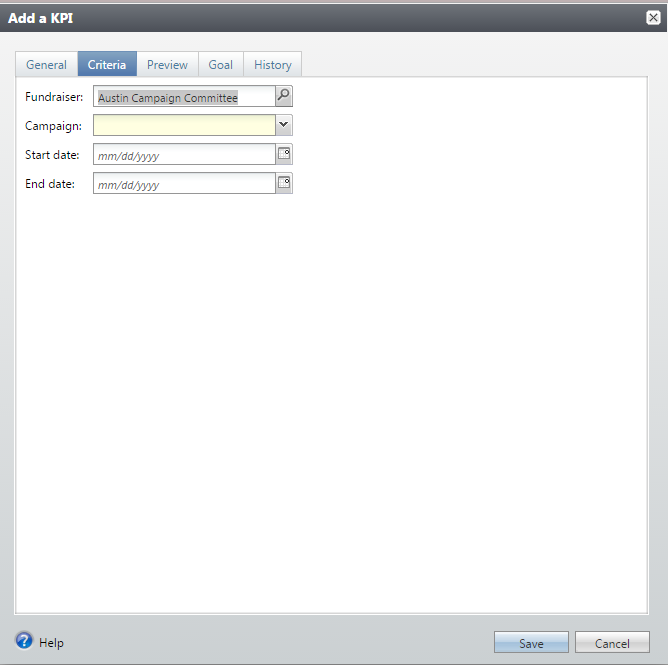 Add a KPI
General Criteria Preview Goal History
Fundraiser: Austin Campaign Committee
Campaign:
Start date: mm/dd/yyyy
End date: mm/dd/yyyy
? Help Save Cancel